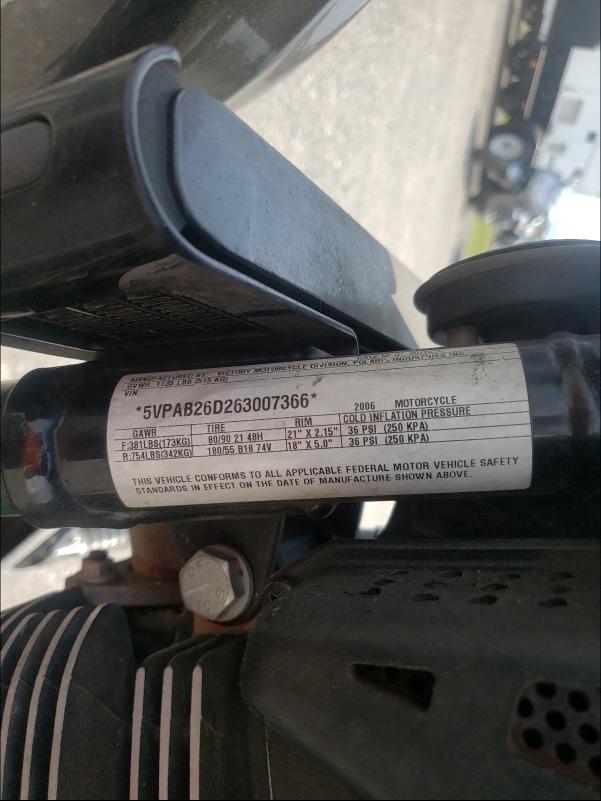 MANUFACTURED BY: VICTORY MOTORCYCLE DIVISION, POLARIS INDUSTRIES INC.
GVWR: 1135 LBS (515 KG)
VIN:
*5VPAB26D263007366*
2006 MOTORCYCLE
GAWR TIRE RIM COLD INFLATION PRESSURE
F:381LBS(173KG) 80/90 21 48H 21" X 2.15" 36 PSI (250 KPA)
R:754LBS(342KG) 180/55 B18 74V 18" X 5.0" 36 PSI (250 KPA)
THIS VEHICLE CONFORMS TO ALL APPLICABLE FEDERAL MOTOR VEHICLE SAFETY
STANDARDS IN EFFECT ON THE DATE OF MANUFACTURE SHOWN ABOVE.